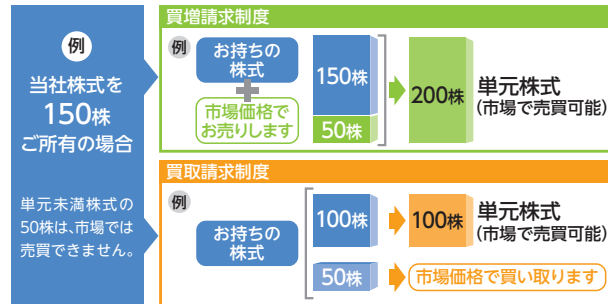 例
当社株式を
150株
ご所有の場合
単元未満株式の
50株は、市場では
売買できません。
買増請求制度
例
お持ちの
株式
市場価格で
お売りします
150株
50株
200株
単元株式
(市場で売買可能)
買取請求制度
例
お持ちの
株式
100株
100株
単元株式
(市場で売買可能)
50株
市場価格で買い取ります